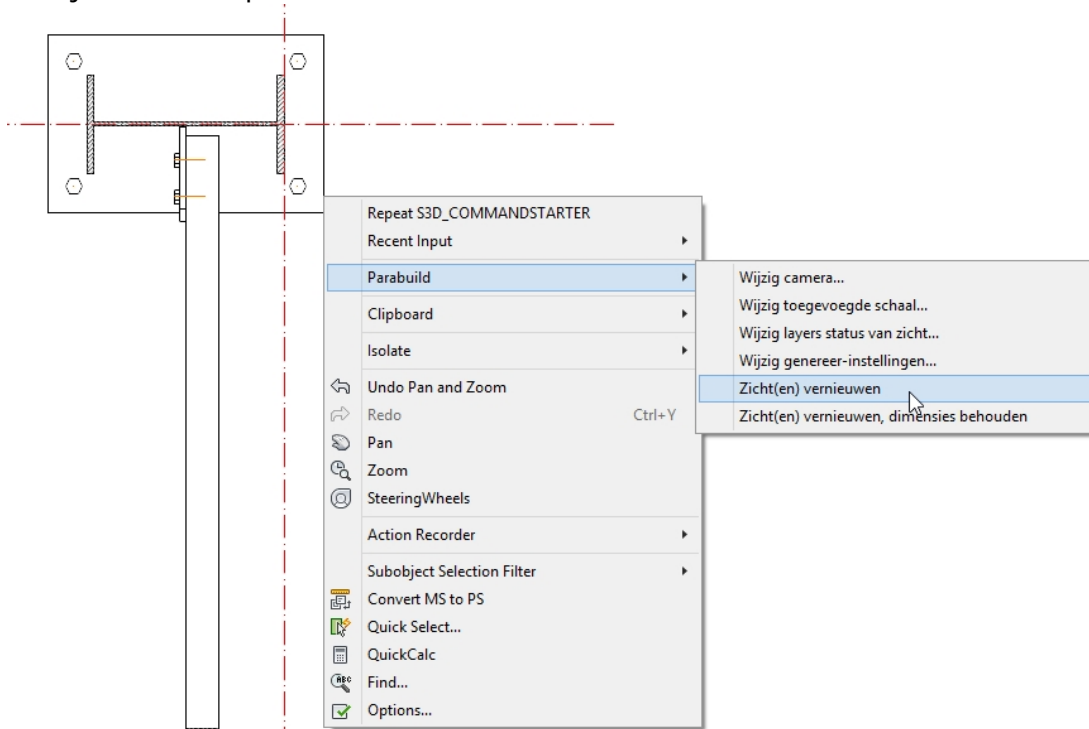 Repeat S3D_COMMANDSTARTER
Recent Input
Parabuild
Clipboard
Isolate
Undo Pan and Zoom
Redo Ctrl+Y
Pan
Zoom
SteeringWheels
Action Recorder
Subobject Selection Filter
Convert MS to PS
Quick Select...
QuickCalc
Find...
Options...
Wijzig camera...
Wijzig toegevoegde schaal...
Wijzig layers status van zicht...
Wijzig genereer-instellingen...
Zicht(en) vernieuwen
Zicht(en) vernieuwen, dimensies behouden